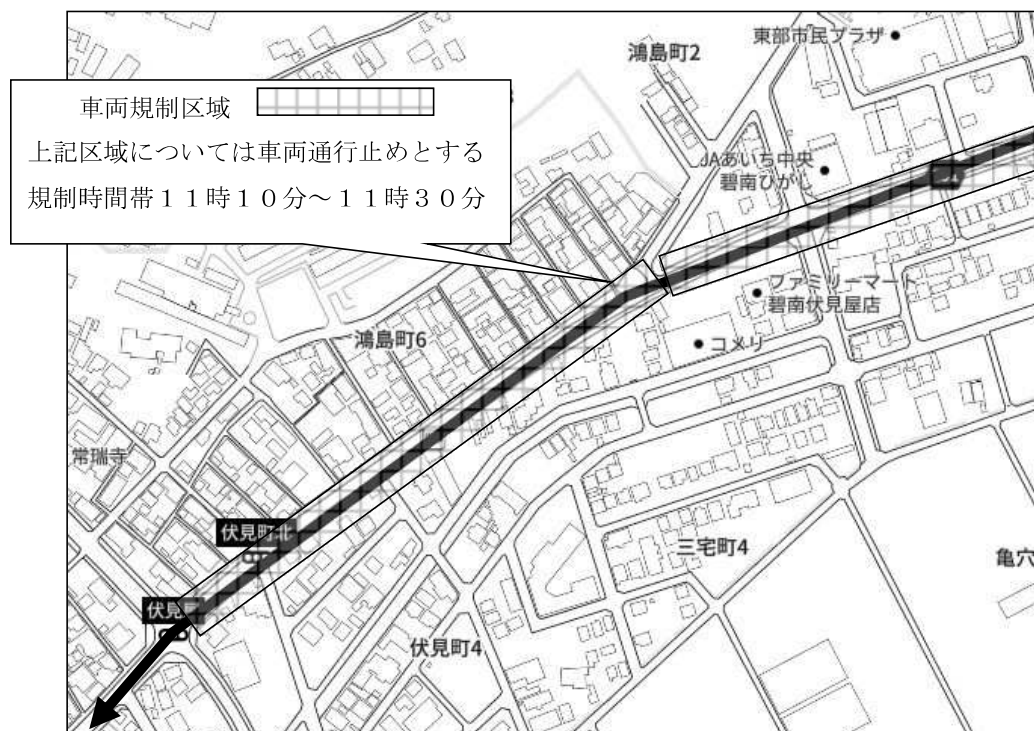 東部市民プラザ
鴻島町2
車両規制区域
上記区域については車両通行止めとする
規制時間帯11時10分～11時30分
JAあいち中央
碧南ひがし
ファミリーマート
碧南伏見屋店
鴻島町6
コメリ
常瑞寺
伏見町北
三宅町4
亀穴
伏見屋
伏見町4